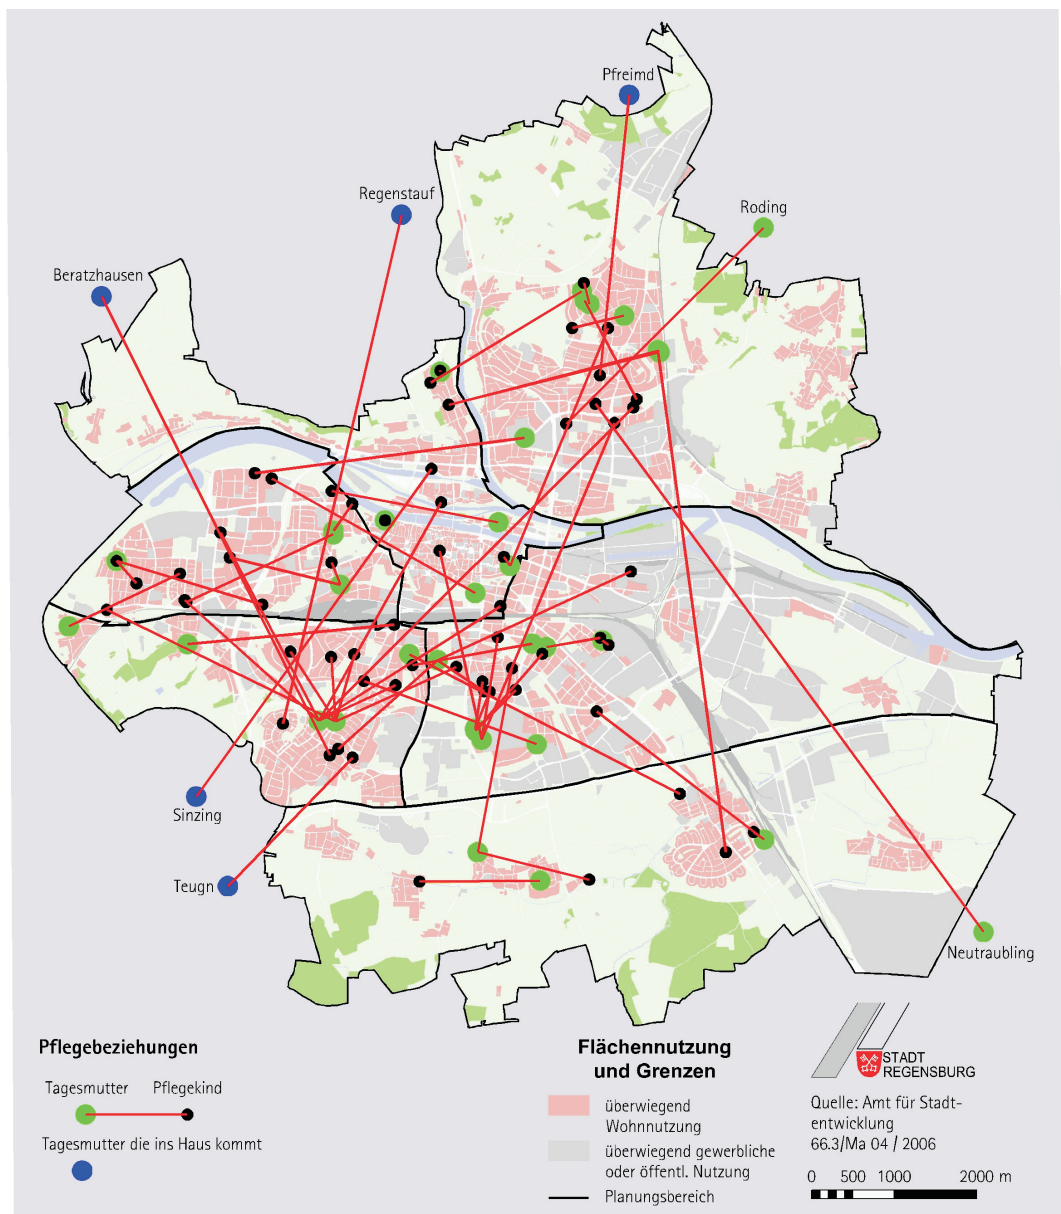 Pfreimd
Regenstauf
Roding
Beratzhausen
Sinzing
Teugn
Neutraubling
Pflegebeziehungen
Tagesmutter Pflegekind
Tagesmutter die ins Haus kommt
Flächennutzung
und Grenzen
überwiegend
Wohnnutzung
überwiegend gewerbliche
oder öffentl. Nutzung
Planungsbereich
STADT
REGENSBURG
Quelle: Amt für Stadt-
entwicklung
66.3/Ma 04 / 2006
0 500 1000 2000 m